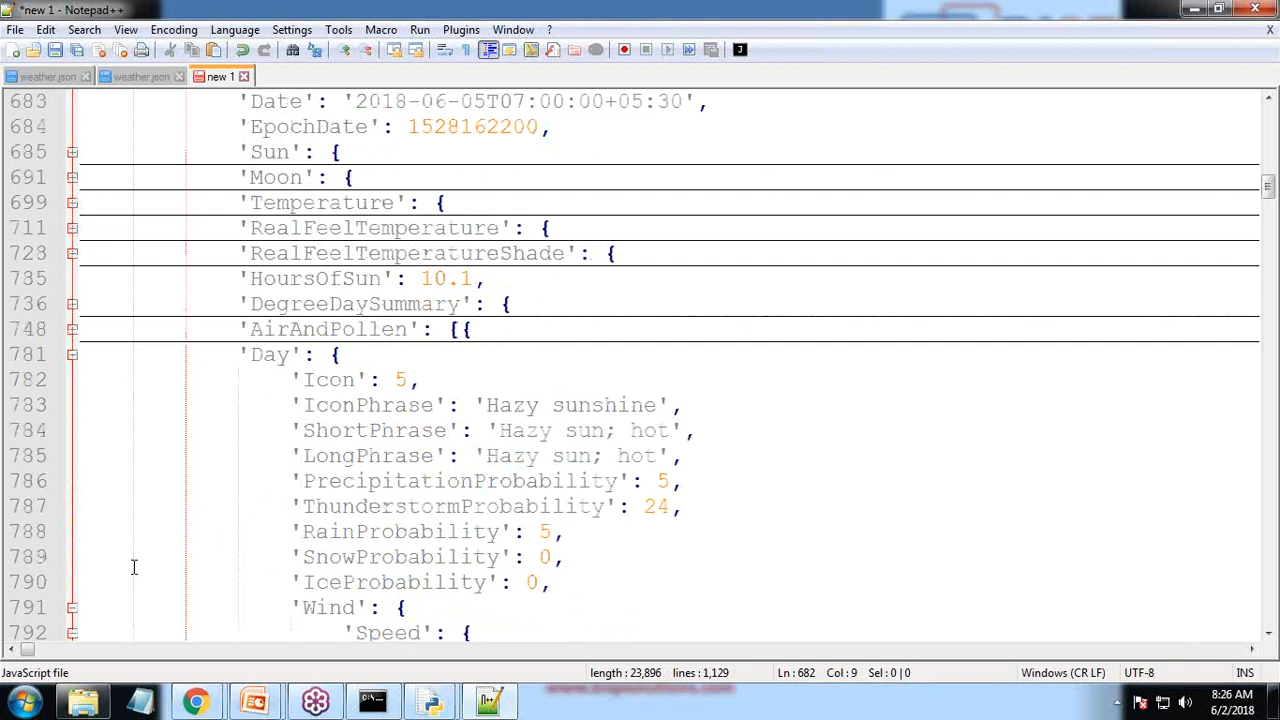 *new 1 - Notepad++
File Edit Search View Encoding Language Settings Tools Macro Run Plugins Window ? X
weather.json weather.json new 1
683 'Date': '2018-06-05T07:00:00+05:30',
684 'EpochDate': 1528162200,
685 'Sun': {
691 'Moon': {
699 'Temperature': {
711 'RealFeelTemperature': {
723 'RealFeelTemperatureShade': {
735 'HoursOfSun': 10.1,
736 'DegreeDaySummary': {
748 'AirAndPollen': [{
781 'Day': {
782 'Icon': 5,
783 'IconPhrase': 'Hazy sunshine',
784 'ShortPhrase': 'Hazy sun; hot',
785 'LongPhrase': 'Hazy sun; hot',
786 'PrecipitationProbability': 5,
787 'ThunderstormProbability': 24,
788 'RainProbability': 5,
789 'SnowProbability': 0,
790 'IceProbability': 0,
791 'Wind': {
792 'Speed': {
JavaScript file length : 23,896 lines : 1,129 Ln : 682 Col : 9 Sel : 0 | 0 Windows (CR LF) UTF-8 INS
8:26 AM
6/2/2018